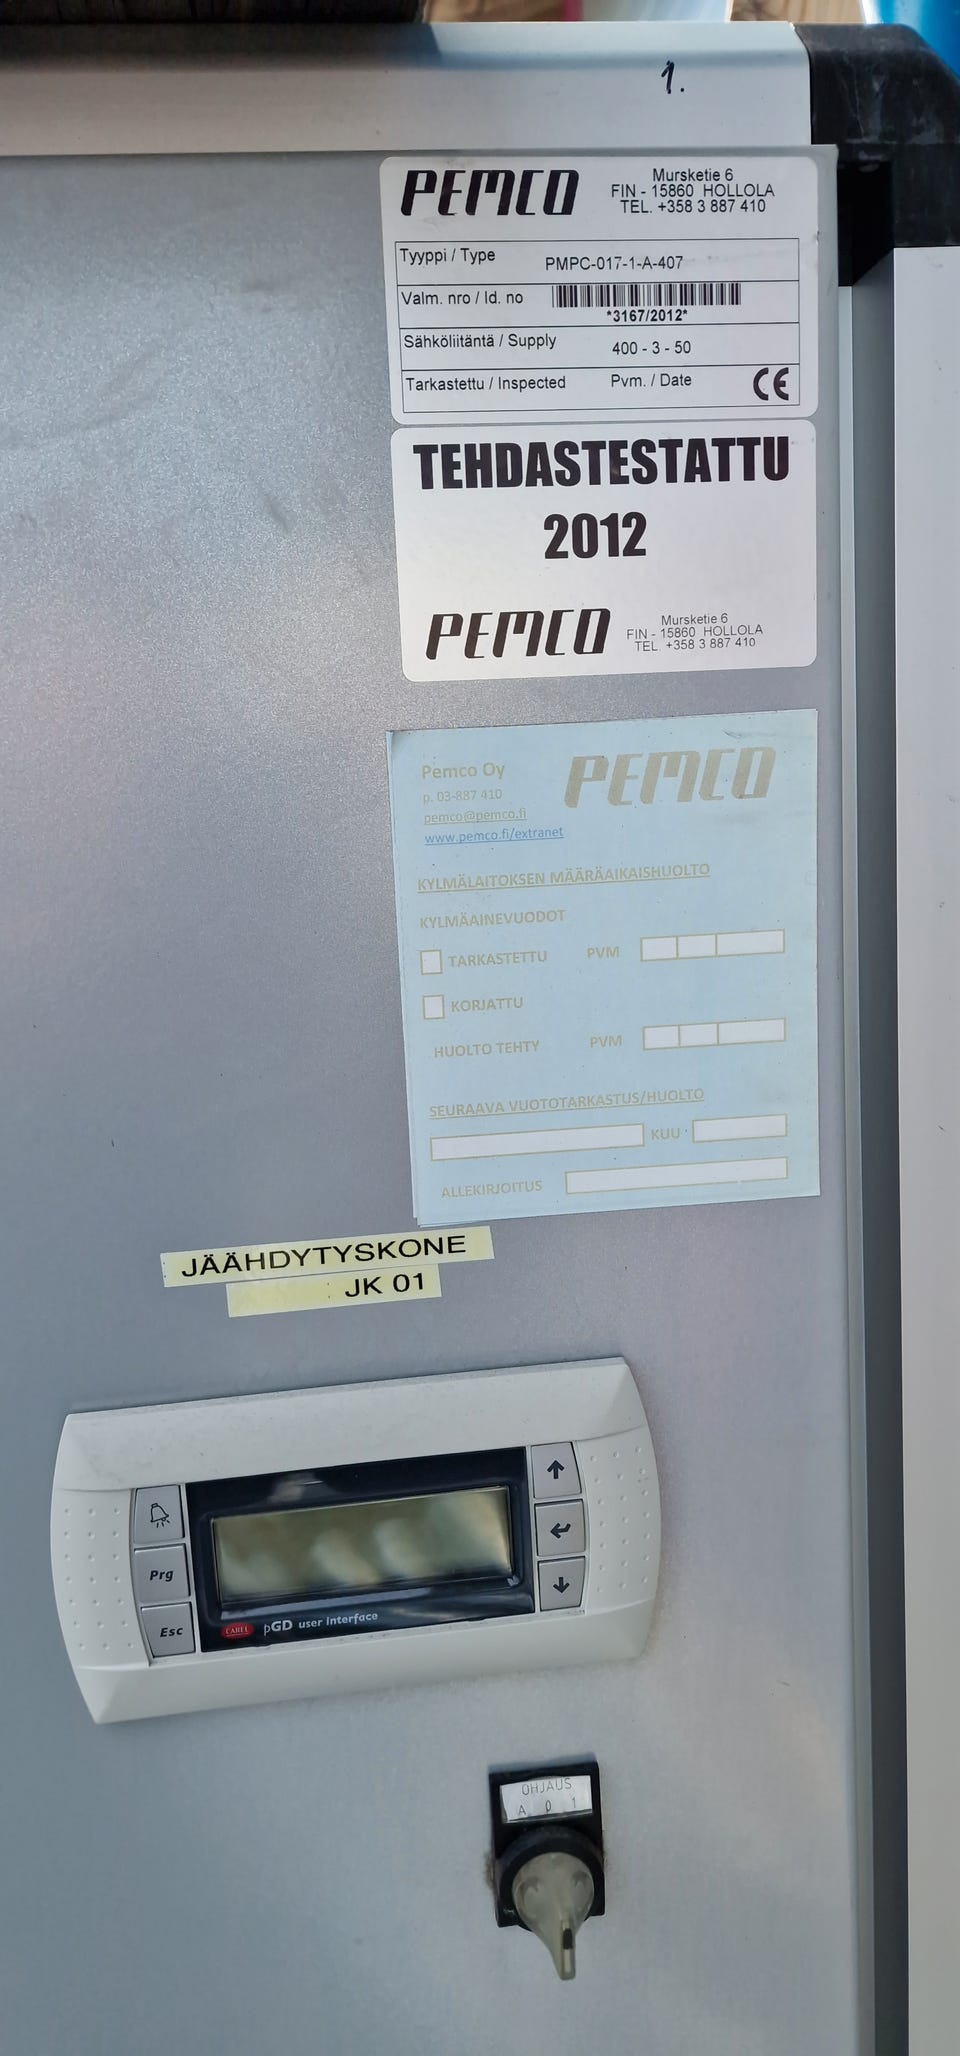 1.
PEMCO
Mursketie 6
FIN - 15860 HOLLOLA
TEL. +358 3 887 410
Tyyppi / Type PMPC-017-1-A-407
Valm. nro / Id. no
*3167/2012*
Sähköliitäntä / Supply 400 - 3 - 50
Tarkastettu / Inspected Pvm. / Date CE
TEHDASTESTATTU
2012
PEMCO
Mursketie 6
FIN - 15860 HOLLOLA
TEL. +358 3 887 410
Pemco Oy PEMCO
p. 03-887 410
pemco@pemco.fi
www.pemco.fi/extranet
KYLMÄLAITOKSEN MÄÄRÄAIKAISHUOLTO
KYLMÄAINEVUODOT
TARKASTETTU PVM
KORJATTU
HUOLTO TEHTY PVM
SEURAAVA VUOTOTARKASTUS/HUOLTO
KUU
ALLEKIRJOITUS
JÄÄHDYTYSKONE
JK 01
Prg
Esc
CAREL pGD user interface
OHJAUS
A 0 1